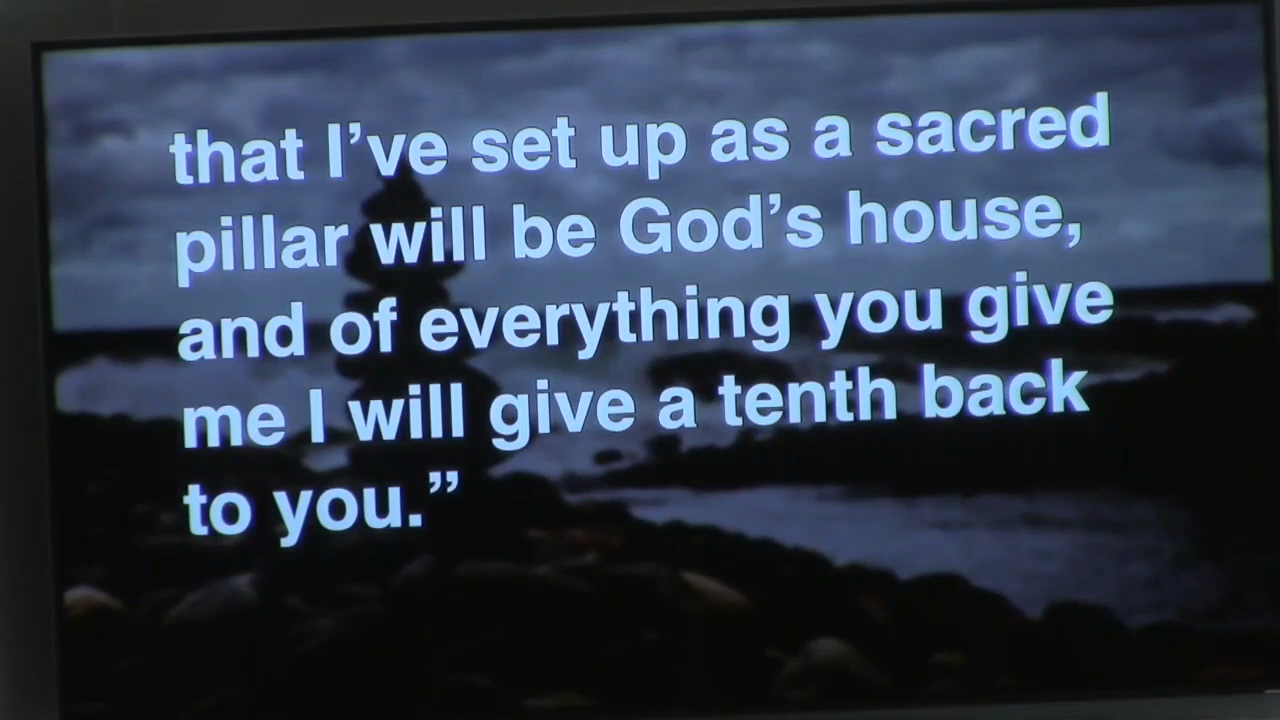 that I’ve set up as a sacred
pillar will be God’s house,
and of everything you give
me I will give a tenth back
to you.”